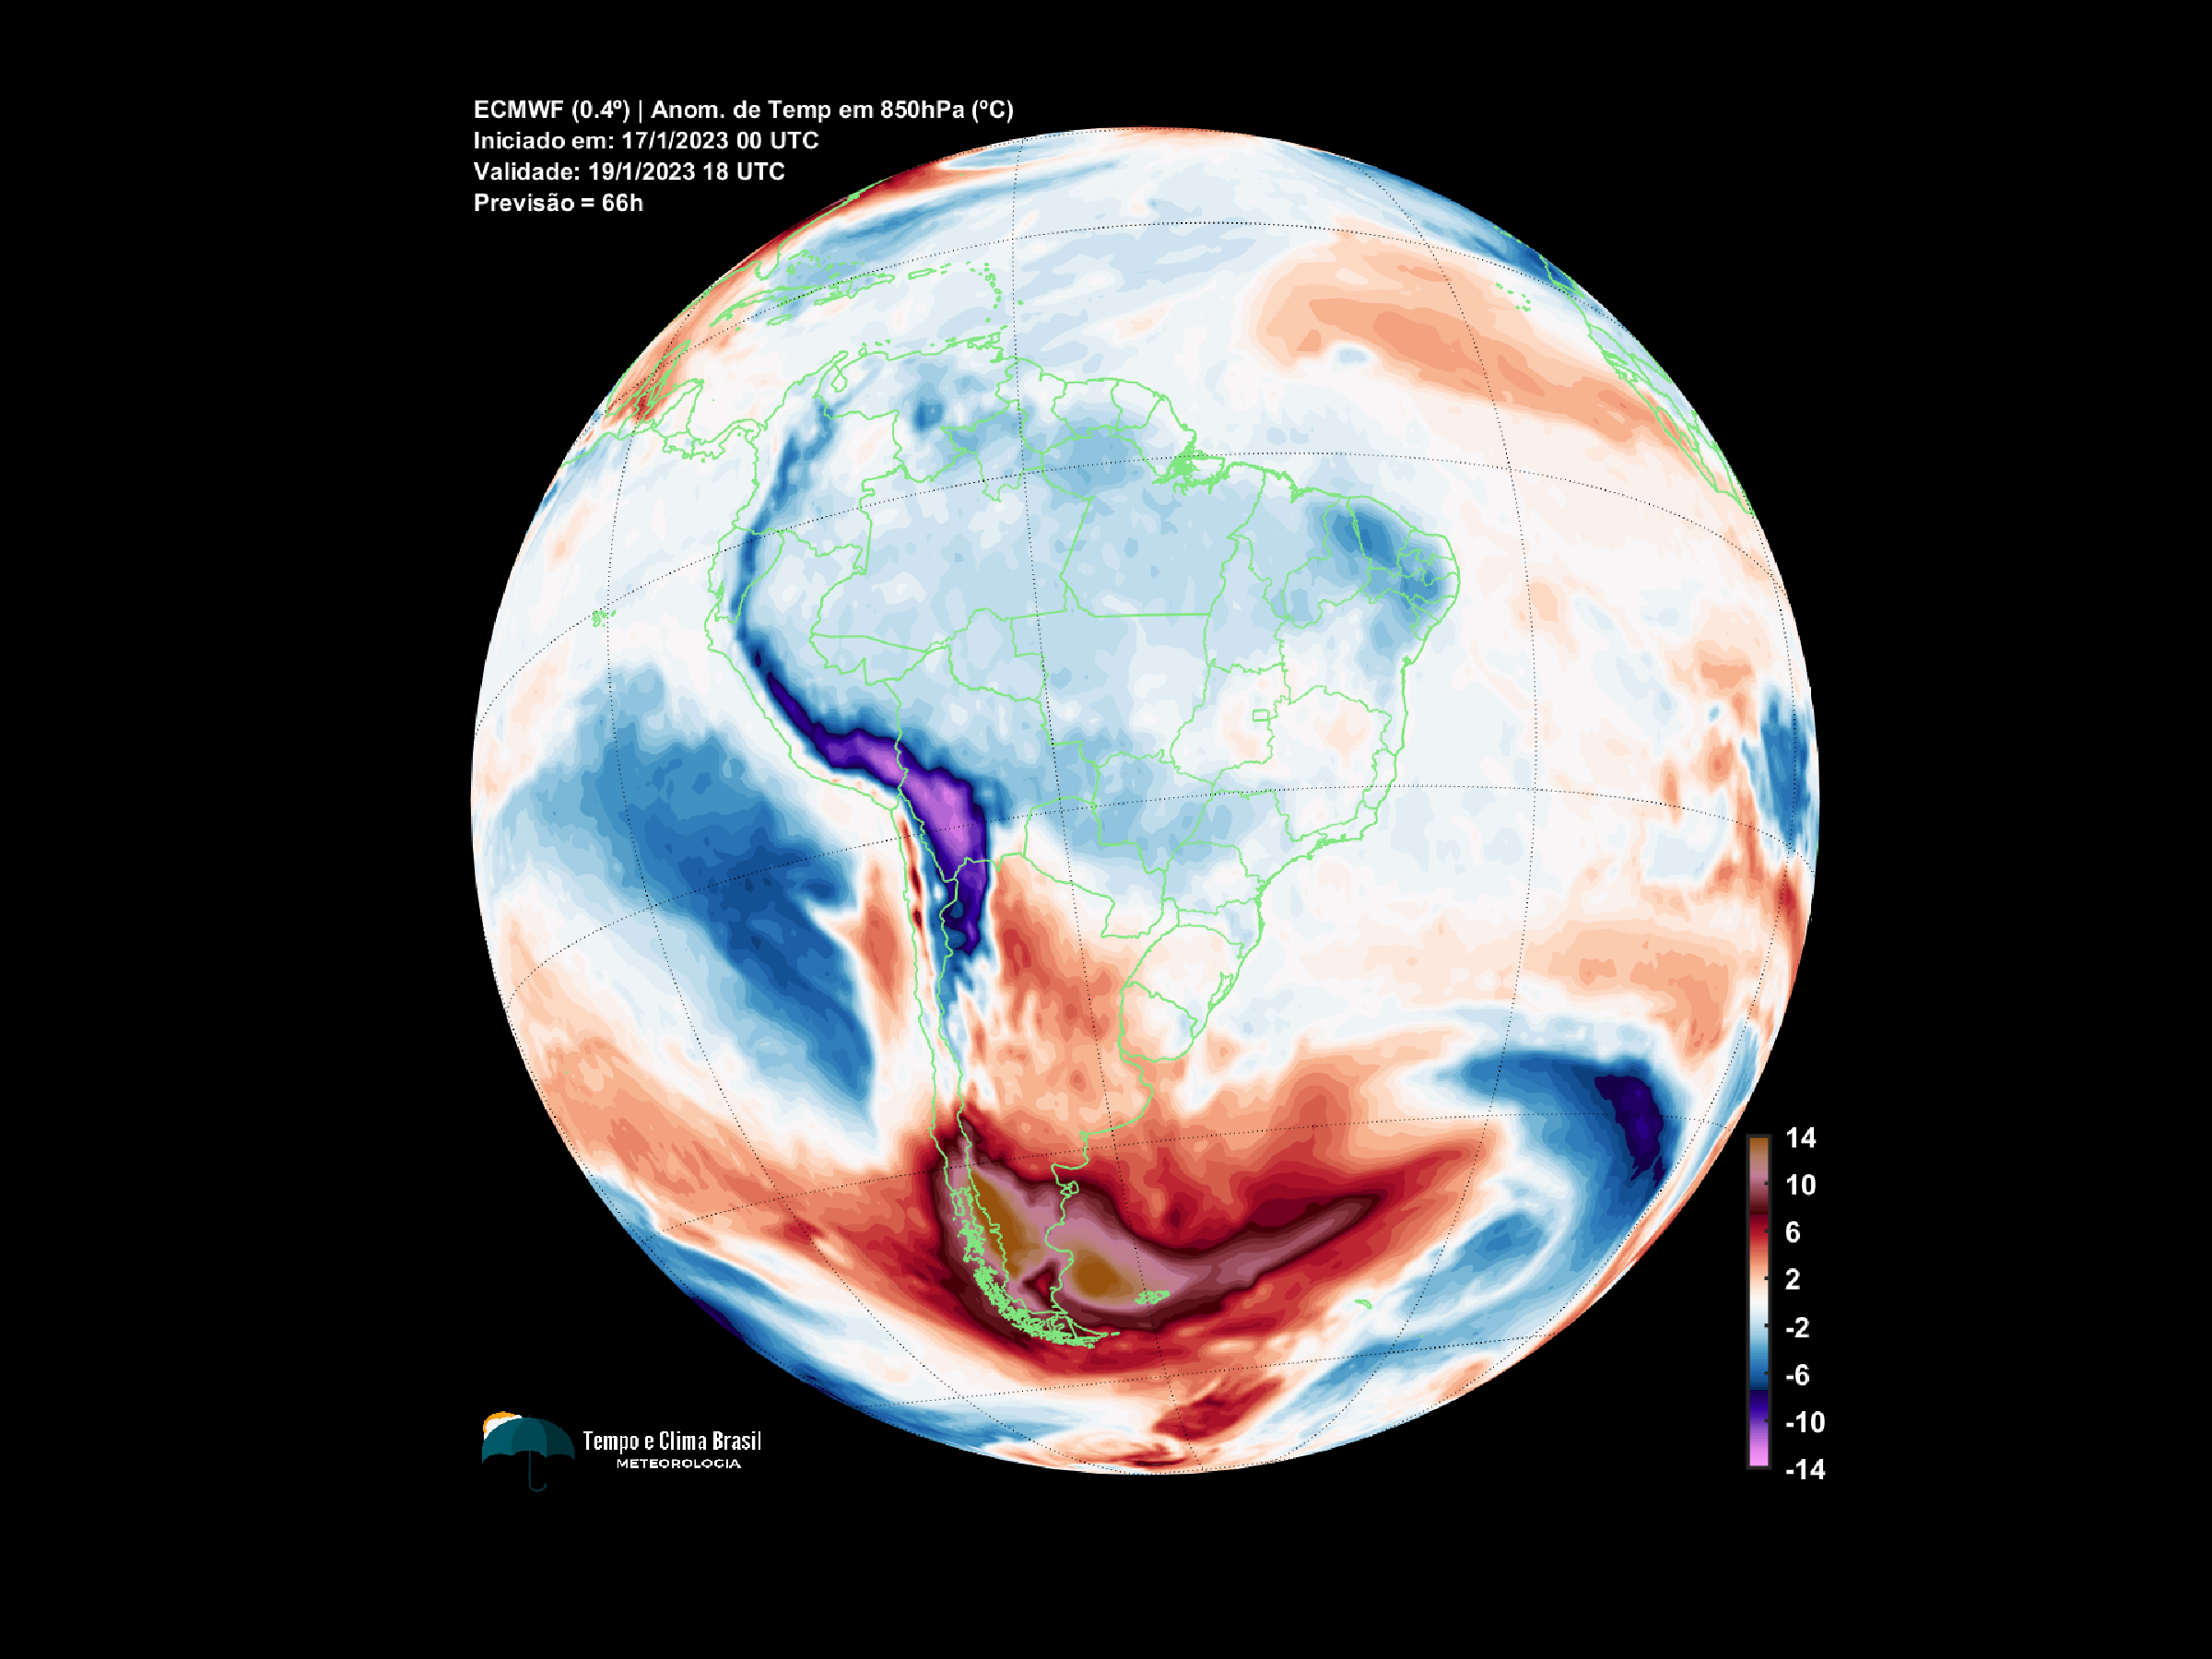 ECMWF (0.4º) | Anom. de Temp em 850hPa (ºC)
Iniciado em: 17/1/2023 00 UTC
Validade: 19/1/2023 18 UTC
Previsão = 66h
14
10
6
2
-2
-6
-10
-14
Tempo e Clima Brasil
METEOROLOGIA